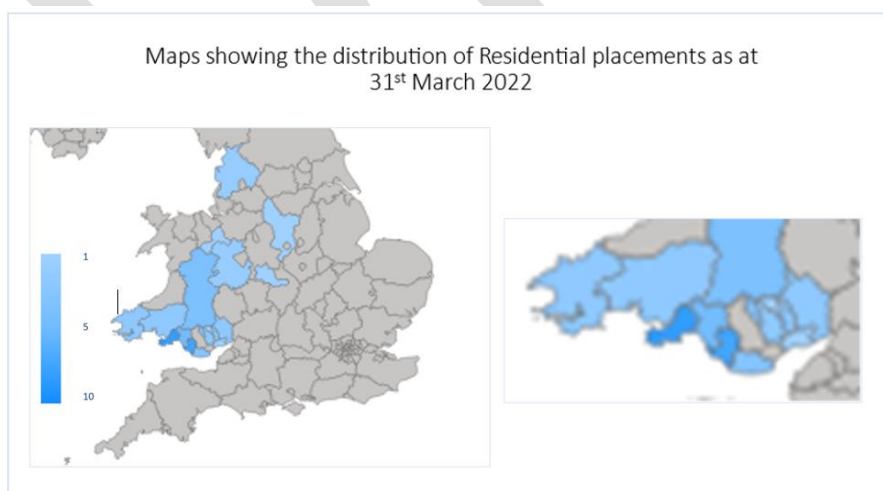 Maps showing the distribution of Residential placements as at
31st March 2022
1
5
10